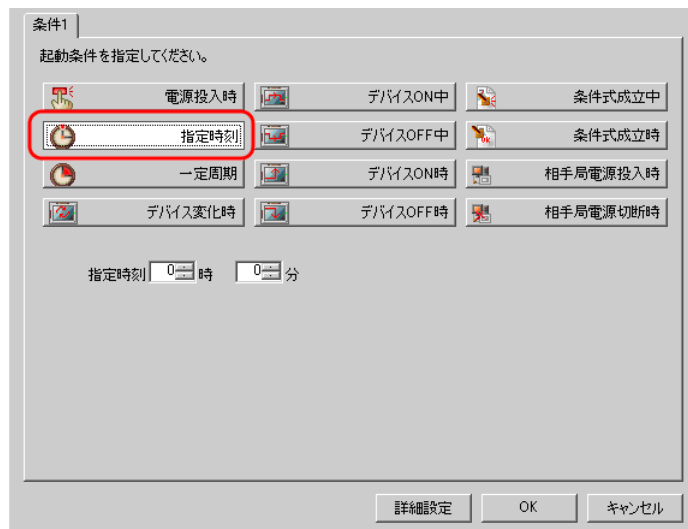 条件1
起動条件を指定してください。
電源投入時 デバイスON中 条件式成立中
指定時刻 デバイスOFF中 条件式成立時
一定周期 デバイスON時 相手局電源投入時
デバイス変化時 デバイスOFF時 相手局電源切断時
指定時刻 0 時 0 分
詳細設定 OK キャンセル